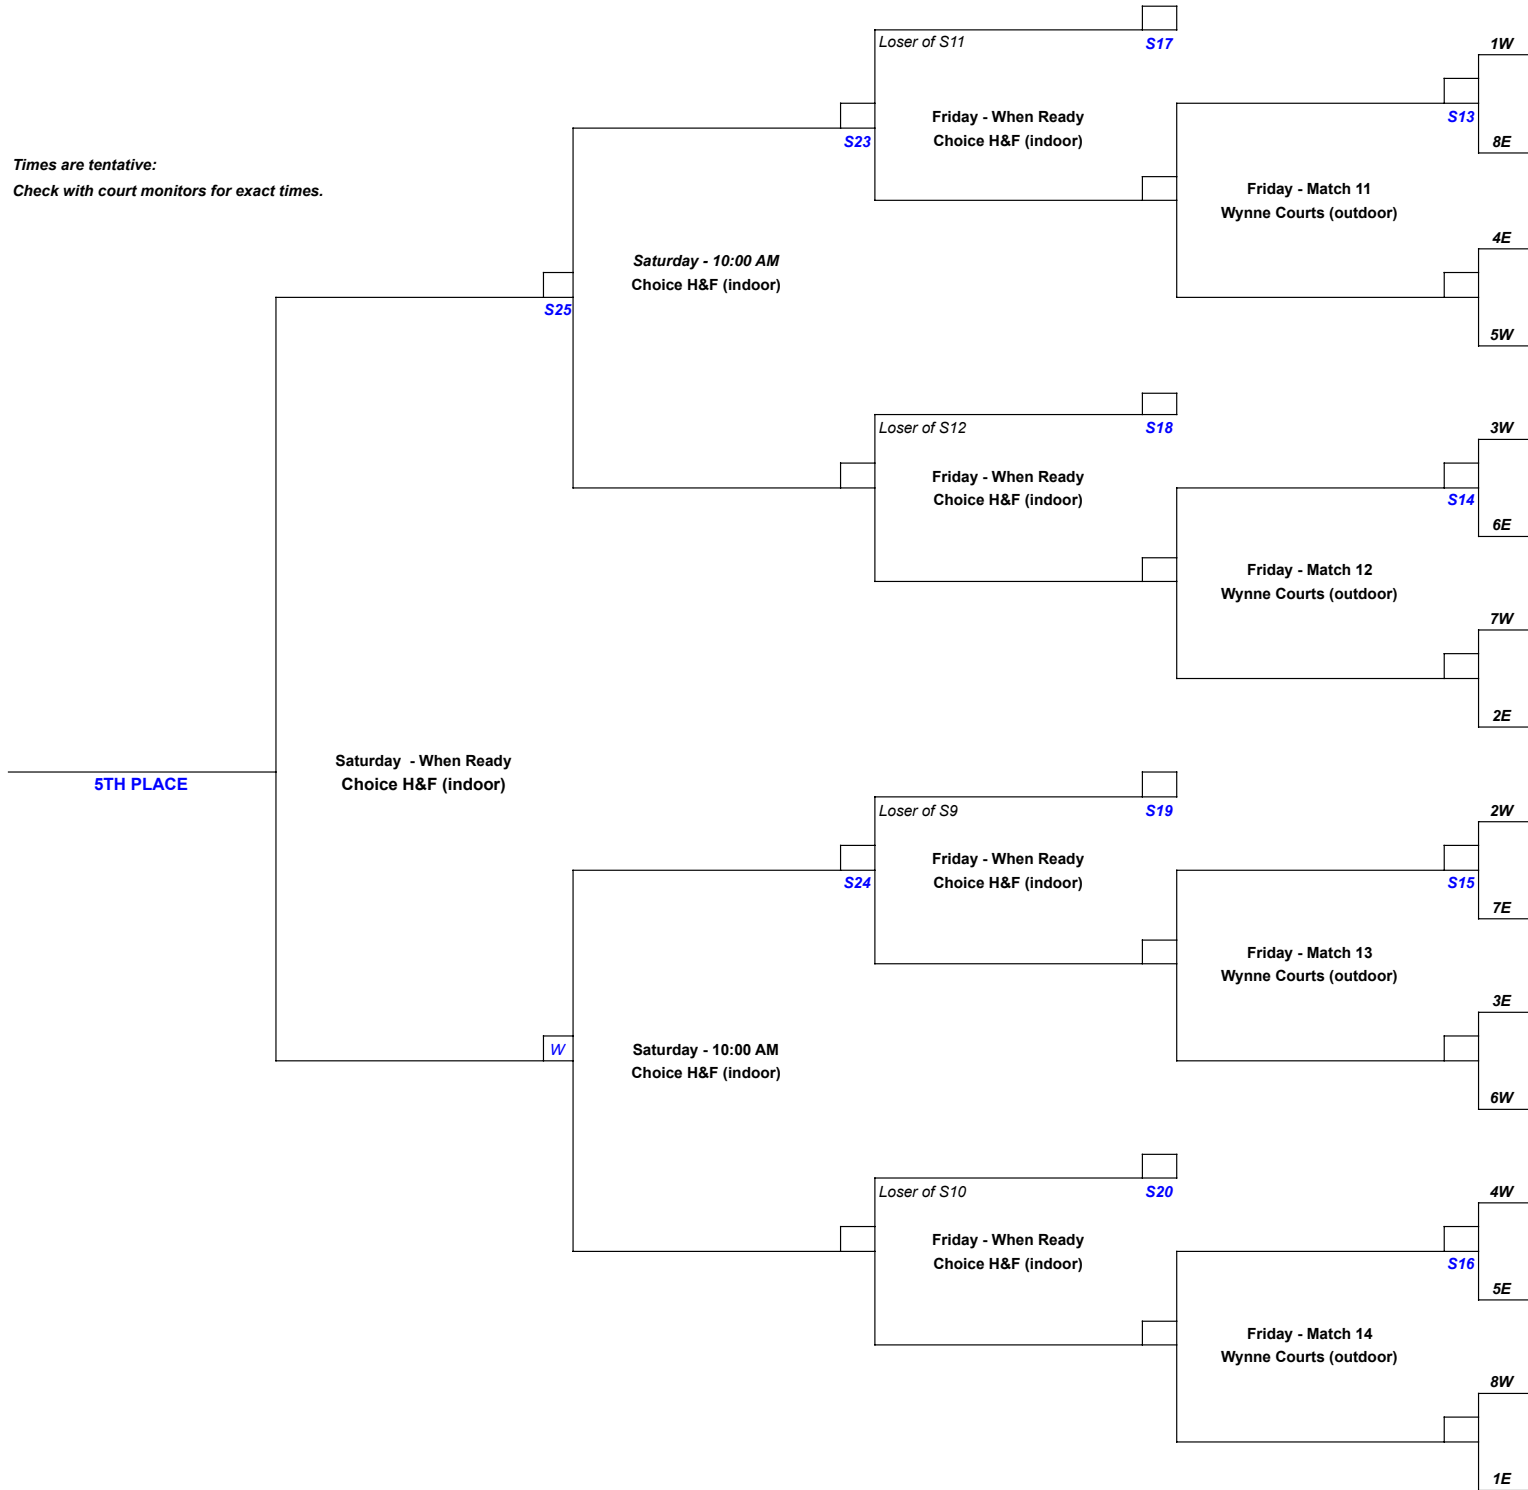 Loser of S11
S17
1W
Friday - When Ready
Choice H&F (indoor)
S13
S23
8E
Times are tentative:
Check with court monitors for exact times.
Friday - Match 11
Wynne Courts (outdoor)
4E
Saturday - 10:00 AM
Choice H&F (indoor)
S25
5W
Loser of S12
S18
3W
Friday - When Ready
Choice H&F (indoor)
S14
6E
Friday - Match 12
Wynne Courts (outdoor)
7W
2E
Saturday - When Ready
Choice H&F (indoor)
5TH PLACE
Loser of S9
S19
2W
Friday - When Ready
Choice H&F (indoor)
S24
S15
7E
Friday - Match 13
Wynne Courts (outdoor)
3E
W
Saturday - 10:00 AM
Choice H&F (indoor)
6W
Loser of S10
S20
4W
Friday - When Ready
Choice H&F (indoor)
S16
5E
Friday - Match 14
Wynne Courts (outdoor)
8W
1E